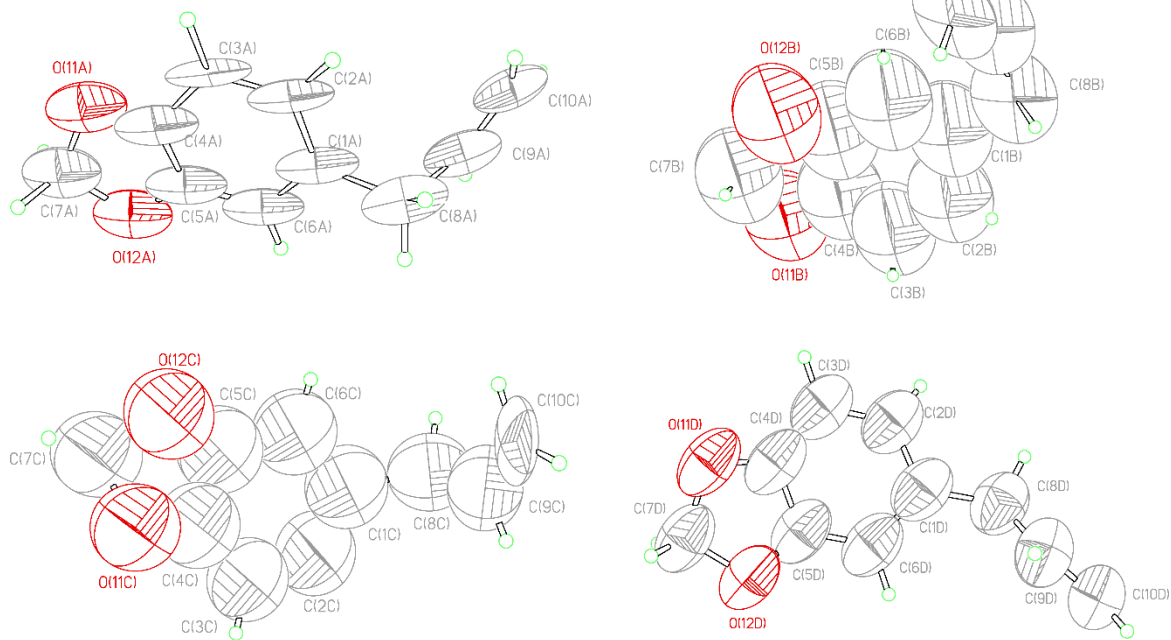 C(3A)
O(11A)
C(2A)
C(10A)
C(4A)
C(1A)
C(9A)
C(7A)
C(5A)
C(6A)
C(8A)
O(12A)
C(6B)
O(12B)
C(5B)
C(8B)
C(7B)
C(1B)
C(4B)
C(2B)
O(11B)
C(3B)
O(12C)
C(5C)
C(6C)
C(10C)
C(7C)
C(9C)
C(1C)
C(8C)
O(11C)
C(4C)
C(2C)
C(3C)
C(3D)
C(2D)
C(4D)
O(11D)
C(8D)
C(7D)
C(1D)
C(5D)
C(6D)
C(9D)
C(10D)
O(12D)